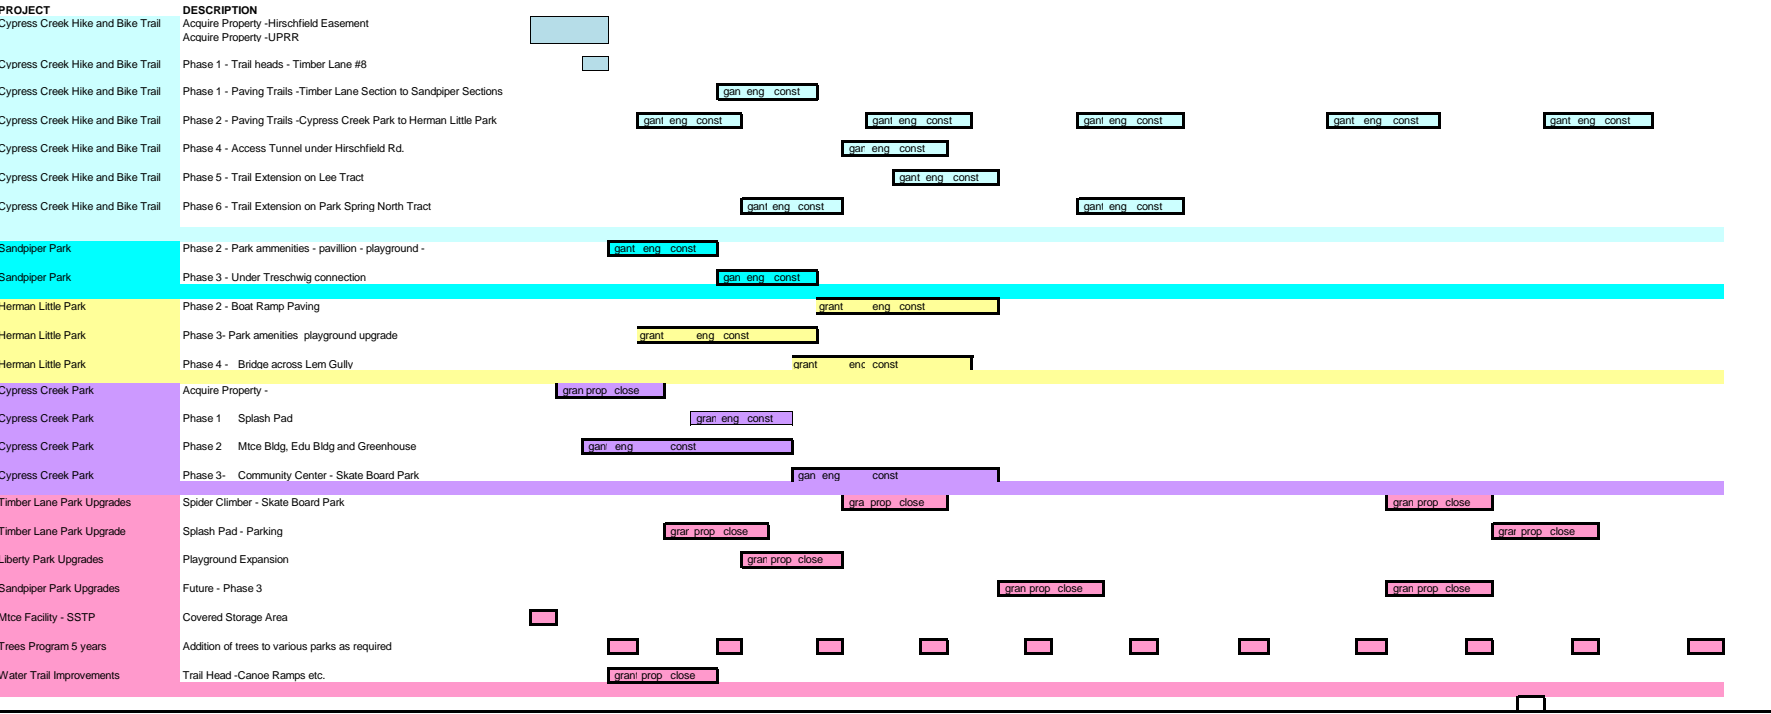 PROJECT DESCRIPTION
Cypress Creek Hike and Bike Trail Acquire Property -Hirschfield Easement
Acquire Property -UPRR
Cypress Creek Hike and Bike Trail Phase 1 - Trail heads - Timber Lane #8
Cypress Creek Hike and Bike Trail Phase 1 - Paving Trails -Timber Lane Section to Sandpiper Sections gan eng const
Cypress Creek Hike and Bike Trail Phase 2 - Paving Trails -Cypress Creek Park to Herman Little Park gant eng const gant eng const gant eng const gant eng const gant eng const
Cypress Creek Hike and Bike Trail Phase 4 - Access Tunnel under Hirschfield Rd. gar eng const
Cypress Creek Hike and Bike Trail Phase 5 - Trail Extension on Lee Tract gant eng const
Cypress Creek Hike and Bike Trail Phase 6 - Trail Extension on Park Spring North Tract gant eng const gant eng const
Sandpiper Park Phase 2 - Park ammenities - pavillion - playground - gant eng const
Sandpiper Park Phase 3 - Under Treschwig connection gan eng const
Herman Little Park Phase 2 - Boat Ramp Paving grant eng const
Herman Little Park Phase 3- Park amenities playground upgrade grant eng const
Herman Little Park Phase 4 - Bridge across Lem Gully grant enc const
Cypress Creek Park Acquire Property - gran prop close
Cypress Creek Park Phase 1 Splash Pad gran eng const
Cypress Creek Park Phase 2 Mtce Bldg, Edu Bldg and Greenhouse gant eng const
Cypress Creek Park Phase 3- Community Center - Skate Board Park gan eng const
Timber Lane Park Upgrades Spider Climber - Skate Board Park gra prop close gran prop close
Timber Lane Park Upgrade Splash Pad - Parking grar prop close grar prop close
Liberty Park Upgrades Playground Expansion gran prop close
Sandpiper Park Upgrades Future - Phase 3 gran prop close gran prop close
Mtce Facility - SSTP Covered Storage Area
Trees Program 5 years Addition of trees to various parks as required
Water Trail Improvements Trail Head -Canoe Ramps etc. grant prop close